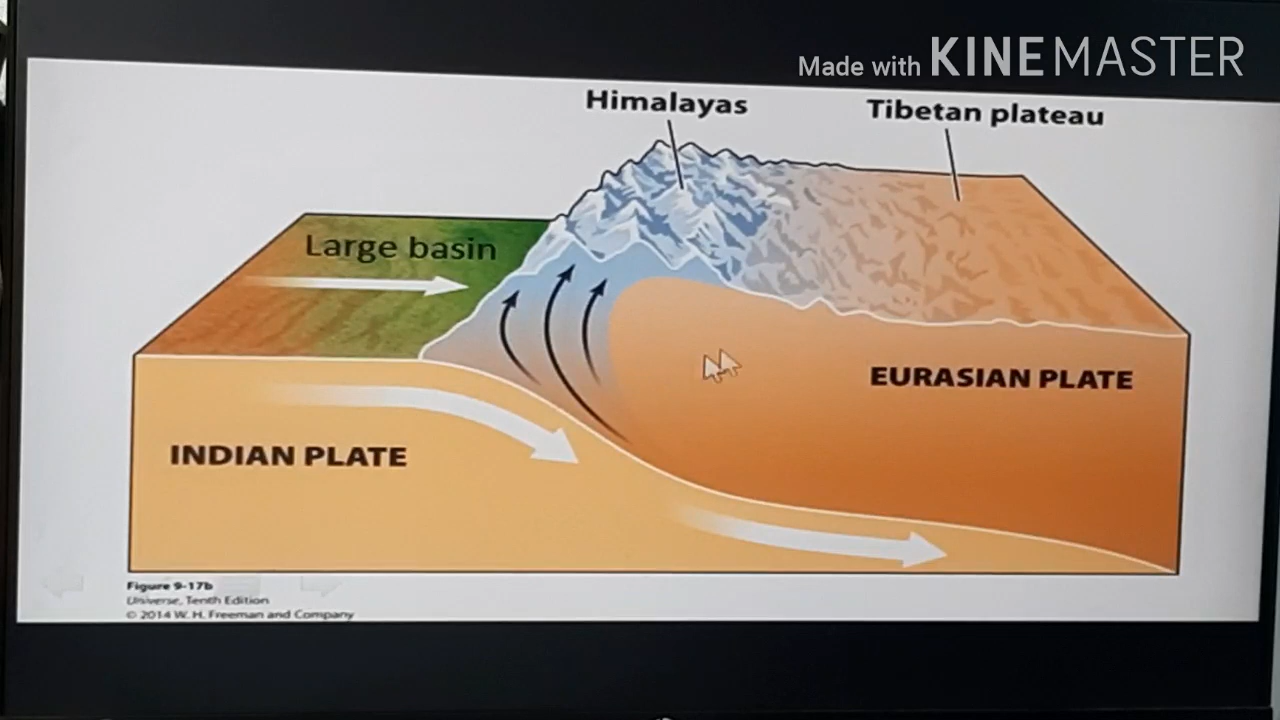 Made with KINEMASTER
Himalayas
Tibetan plateau
Large basin
EURASIAN PLATE
INDIAN PLATE
Figure 9-17b
Universe, Tenth Edition
© 2014 W. H. Freeman and Company